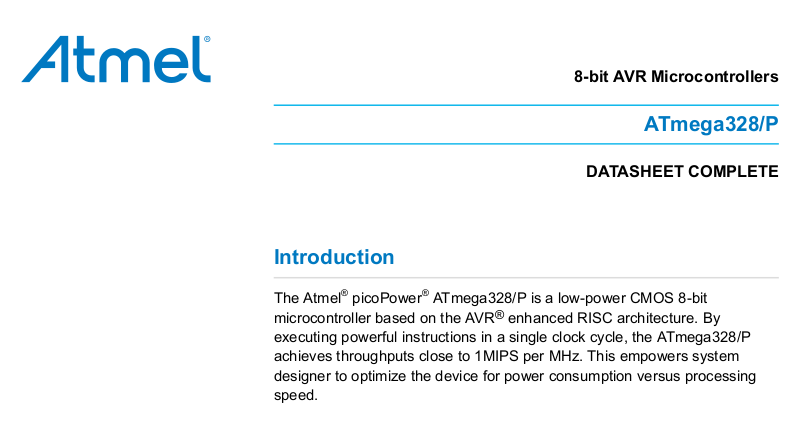 Atmel®
8-bit AVR Microcontrollers
ATmega328/P
DATASHEET COMPLETE
Introduction
The Atmel® picoPower® ATmega328/P is a low-power CMOS 8-bit
microcontroller based on the AVR® enhanced RISC architecture. By
executing powerful instructions in a single clock cycle, the ATmega328/P
achieves throughputs close to 1MIPS per MHz. This empowers system
designer to optimize the device for power consumption versus processing
speed.